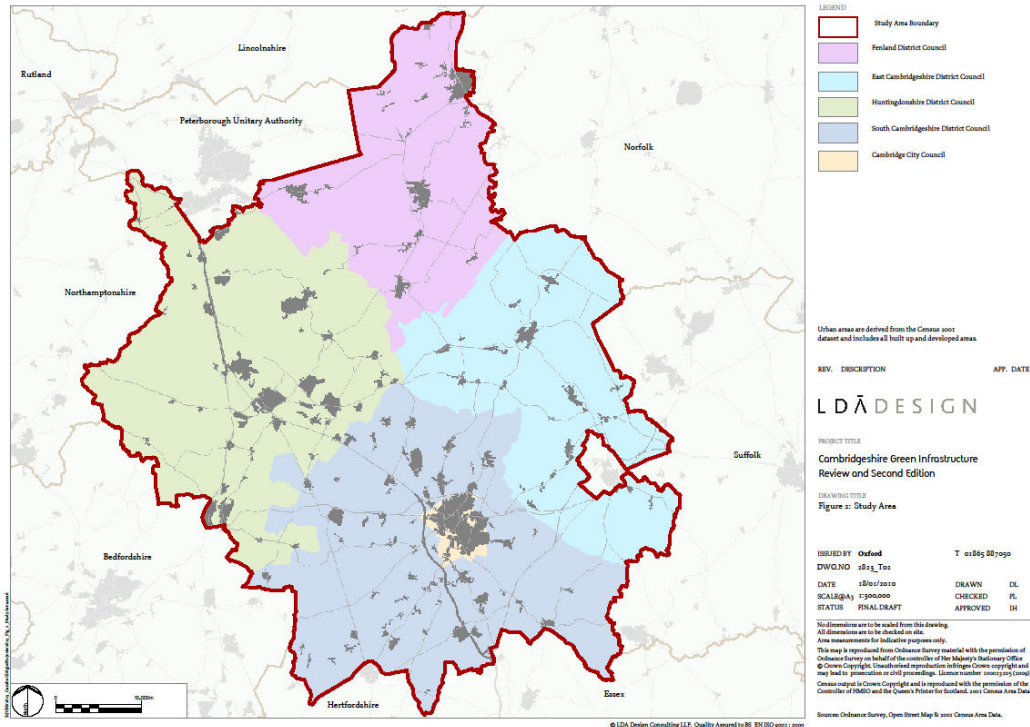 Lincolnshire
Rutland
Peterborough Unitary Authority
Norfolk
Northamptonshire
Suffolk
Bedfordshire
Hertfordshire
Essex
North
0
10,000m
© LDA Design Consulting LLP. Quality Assured to BS EN ISO 9001 : 2000
LEGEND
Study Area Boundary
Fenland District Council
East Cambridgeshire District Council
Huntingdonshire District Council
South Cambridgeshire District Council
Cambridge City Council
Urban areas are derived from the Census 2001
dataset and includes all built up and developed areas.
REV. DESCRIPTION APP. DATE
LDĀDESIGN
PROJECT TITLE
Cambridgeshire Green Infrastructure
Review and Second Edition
DRAWING TITLE
Figure 2: Study Area
ISSUED BY Oxford T 01865 887050
DWG.NO 2823_T02
DATE 18/01/2010 DRAWN DL
SCALE@A3 1:300,000 CHECKED PL
STATUS FINAL DRAFT APPROVED IH
No dimensions are to be scaled from this drawing.
All dimensions are to be checked on site.
Area measurements for indicative purposes only.
This map is reproduced from Ordnance Survey material with the permission of
Ordnance Survey on behalf of the controller of Her Majesty's Stationary Office
© Crown Copyright. Unauthorised reproduction infringes Crown copyright and
may lead to prosecution or civil proceedings. Licence number (2009)
Census output is Crown Copyright and is reproduced with the permission of the
Controller of HMSO and the Queen's Printer for Scotland. 2001 Census Area Data
Sources: Ordnance Survey, Open Street Map & 2001 Census Area Data.